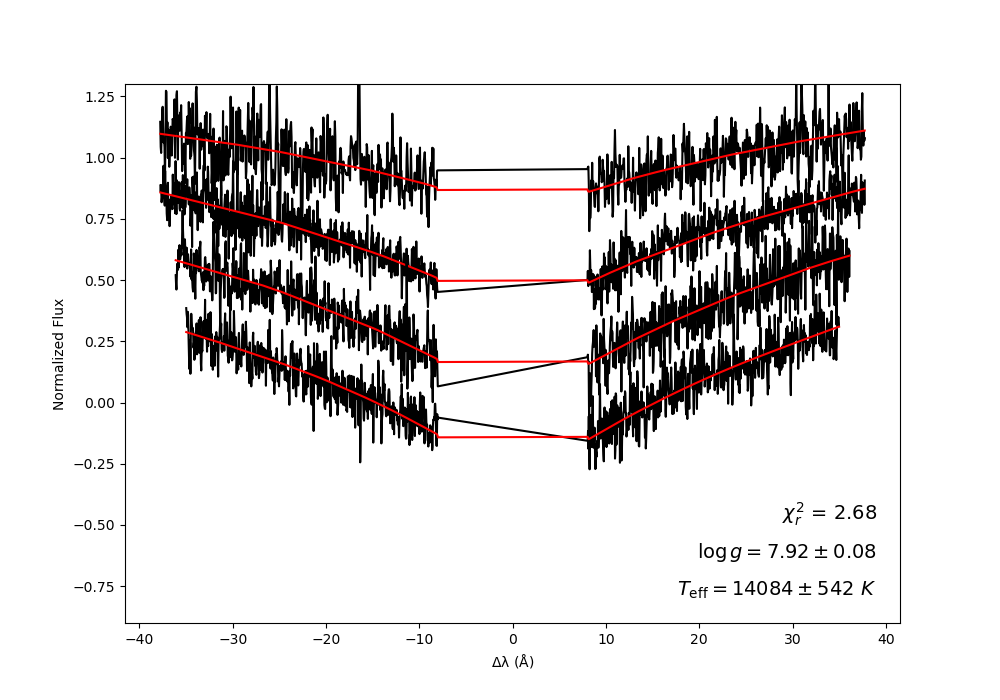 1.25
1.00
0.75
0.50
0.25
0.00
−0.25
−0.50
−0.75
Normalized Flux
χ²ᵣ = 2.68
log g = 7.92 ± 0.08
T_eff = 14084 ± 542 K
−40 −30 −20 −10 0 10 20 30 40
Δλ (Å)